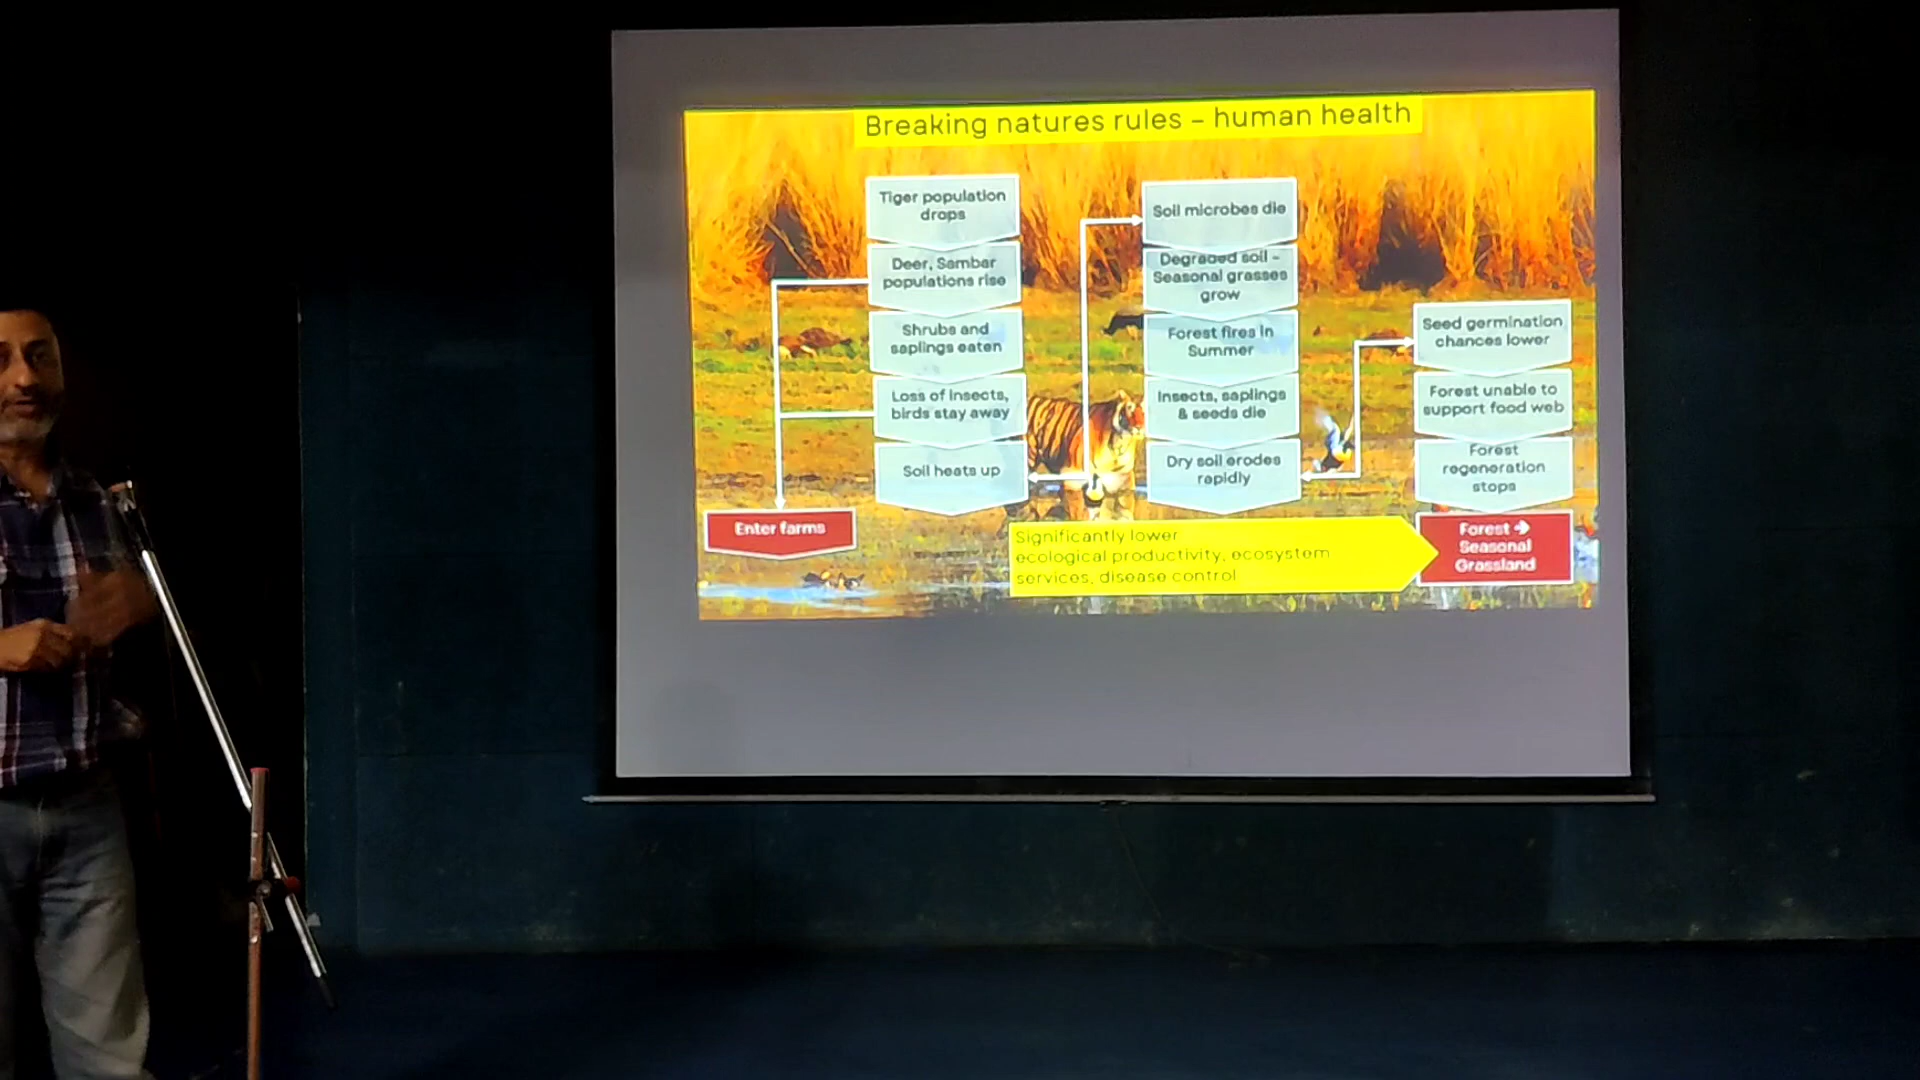 Breaking natures rules – human health
Tiger population
drops
Deer, Sambar
populations rise
Shrubs and
saplings eaten
Loss of insects,
birds stay away
Soil heats up
Enter farms
Soil microbes die
Degraded soil –
Seasonal grasses
grow
Forest fires in
Summer
Insects, saplings
& seeds die
Dry soil erodes
rapidly
Seed germination
chances lower
Forest unable to
support food web
Forest
regeneration
stops
Forest →
Seasonal
Grassland
Significantly lower
ecological productivity, ecosystem
services, disease control